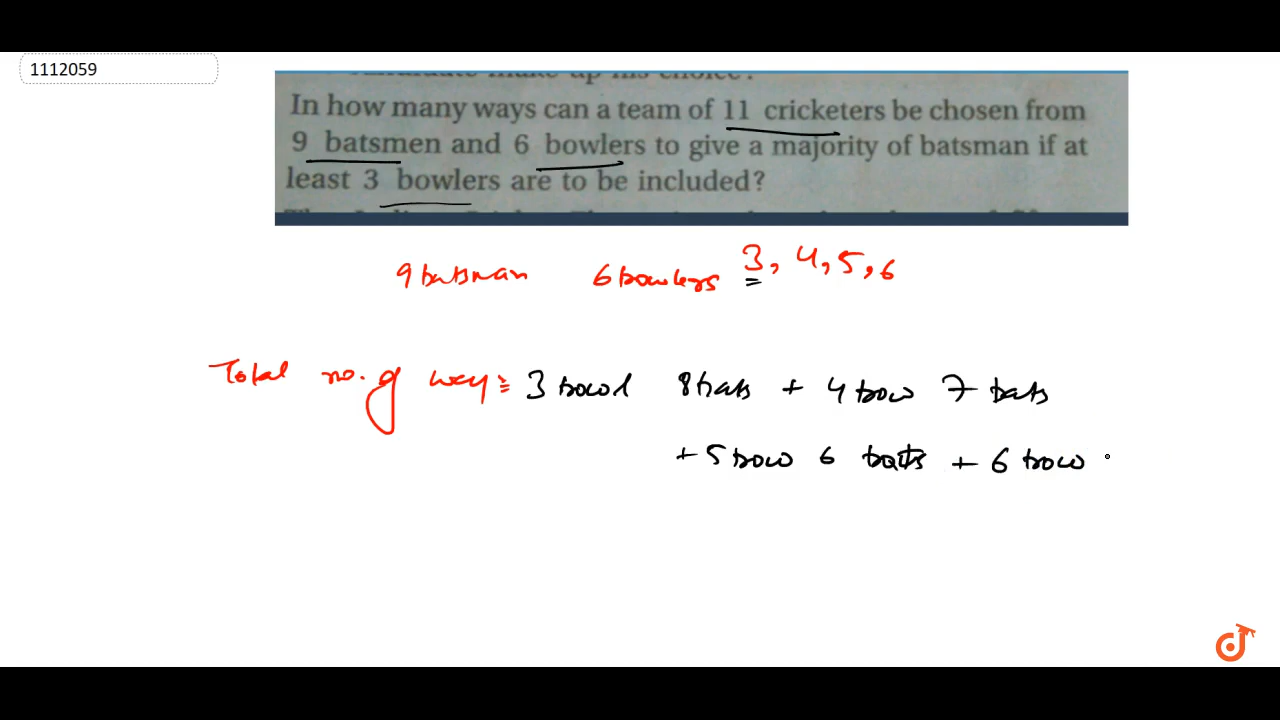 1112059
In how many ways can a team of 11 cricketers be chosen from
9 batsmen and 6 bowlers to give a majority of batsman if at
least 3 bowlers are to be included?
9 batsman 6 bowlers 3, 4, 5, 6
Total no. of way = 3 bowl 8 bats + 4 bow 7 bats
+ 5 bow 6 bats + 6 bow